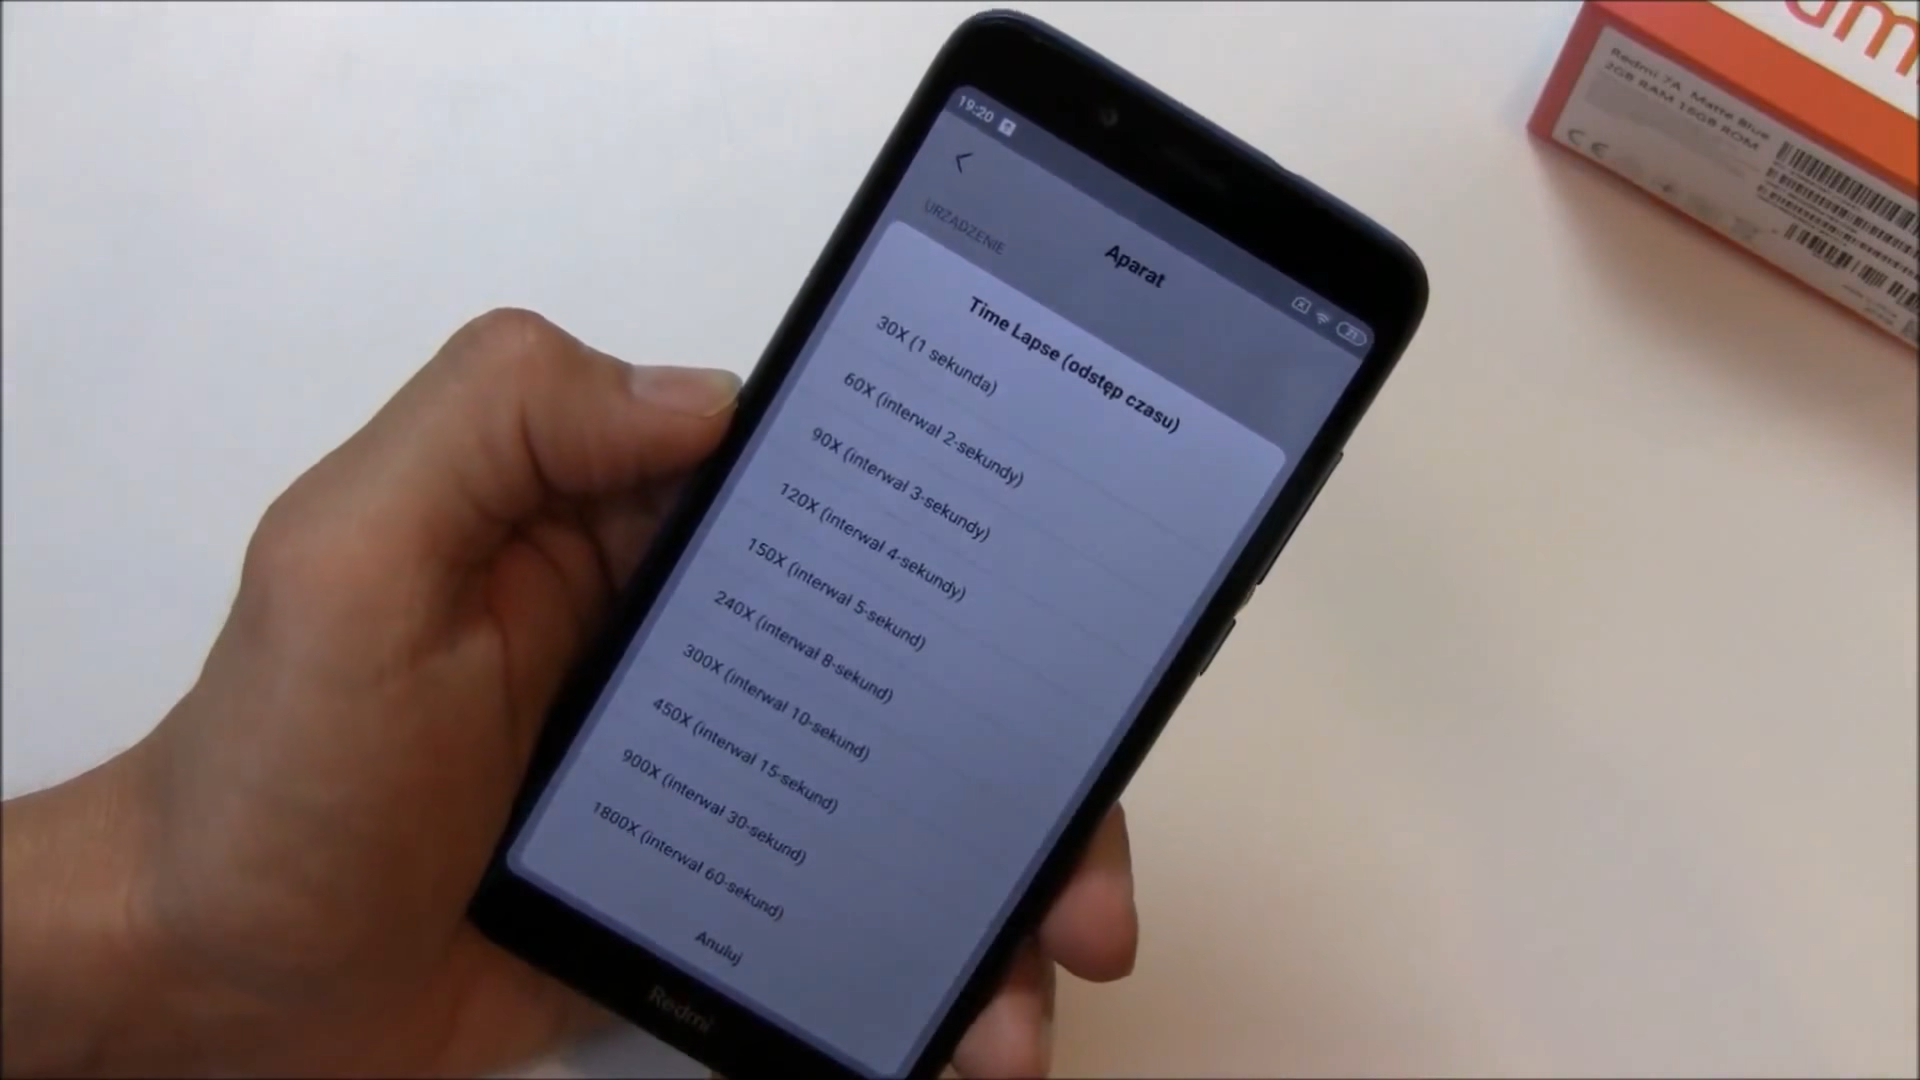 19:20
21
URZĄDZENIE
Aparat
Time Lapse (odstęp czasu)
30X (1 sekunda)
60X (interwał 2-sekundy)
90X (interwał 3-sekundy)
120X (interwał 4-sekundy)
150X (interwał 5-sekund)
240X (interwał 8-sekund)
300X (interwał 10-sekund)
450X (interwał 15-sekund)
900X (interwał 30-sekund)
1800X (interwał 60-sekund)
Anuluj
Redmi
Redmi 7A Matte Blue
2GB RAM 16GB ROM
CE